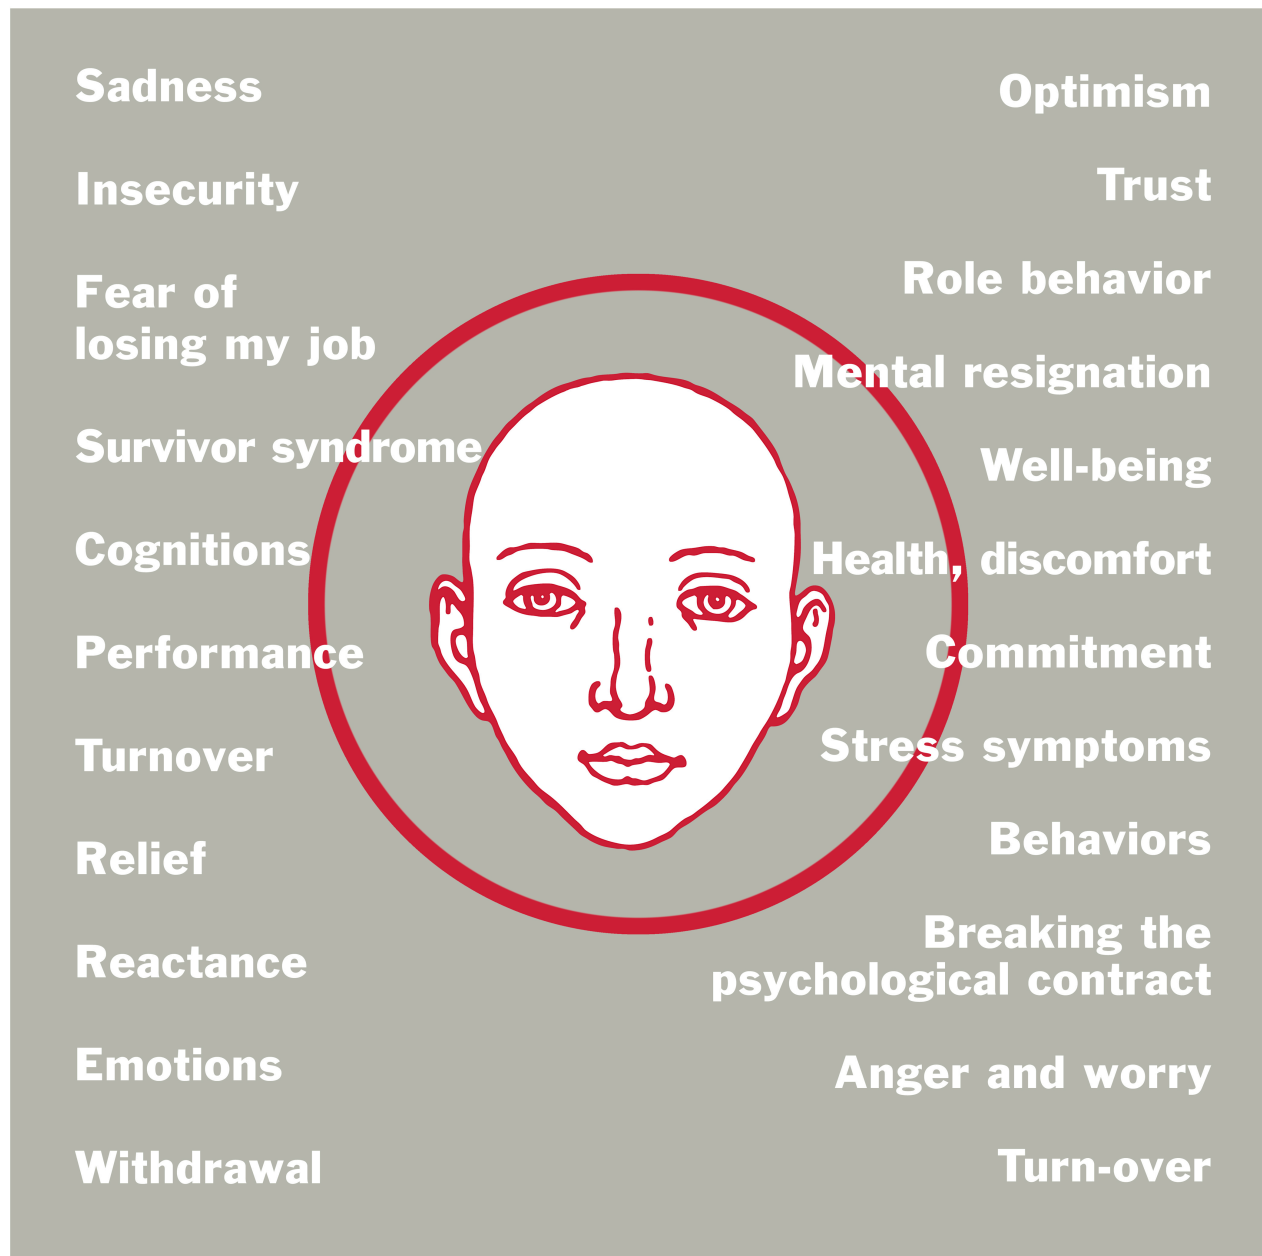 Sadness
Insecurity
Fear of
losing my job
Survivor syndrome
Cognitions
Performance
Turnover
Relief
Reactance
Emotions
Withdrawal
Optimism
Trust
Role behavior
Mental resignation
Well-being
Health, discomfort
Commitment
Stress symptoms
Behaviors
Breaking the
psychological contract
Anger and worry
Turn-over